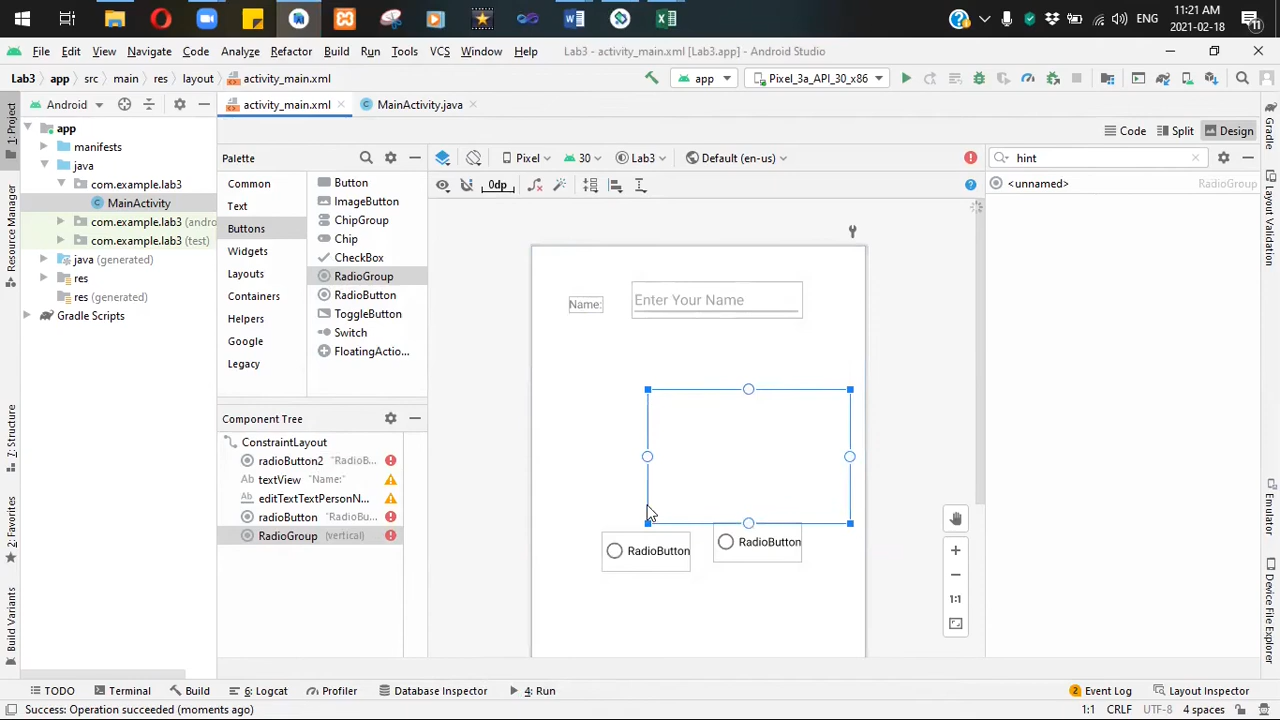 11:21 AM
ENG
2021-02-18
11
File Edit View Navigate Code Analyze Refactor Build Run Tools VCS Window Help
Lab3 - activity_main.xml [Lab3.app] - Android Studio
Lab3 app src main res layout activity_main.xml
app
Pixel_3a_API_30_x86
Android
activity_main.xml
MainActivity.java
Code
Split
Design
1: Project
Resource Manager
7: Structure
2: Favorites
Build Variants
app
manifests
java
com.example.lab3
MainActivity
com.example.lab3 (andro
com.example.lab3 (test)
java (generated)
res
res (generated)
Gradle Scripts
Palette
Common
Text
Buttons
Widgets
Layouts
Containers
Helpers
Google
Legacy
Button
ImageButton
ChipGroup
Chip
CheckBox
RadioGroup
RadioButton
ToggleButton
Switch
FloatingActio...
Component Tree
ConstraintLayout
radioButton2 "RadioB...
textView "Name:"
editTextTextPersonN...
radioButton "RadioBu...
RadioGroup (vertical)
Pixel
30
Lab3
Default (en-us)
0dp
Name:
Enter Your Name
RadioButton
RadioButton
1:1
hint
<unnamed>
RadioGroup
Gradle
Layout Validation
Emulator
Device File Explorer
TODO
Terminal
Build
6: Logcat
Profiler
Database Inspector
4: Run
2 Event Log
Layout Inspector
Success: Operation succeeded (moments ago)
1:1 CRLF UTF-8 4 spaces